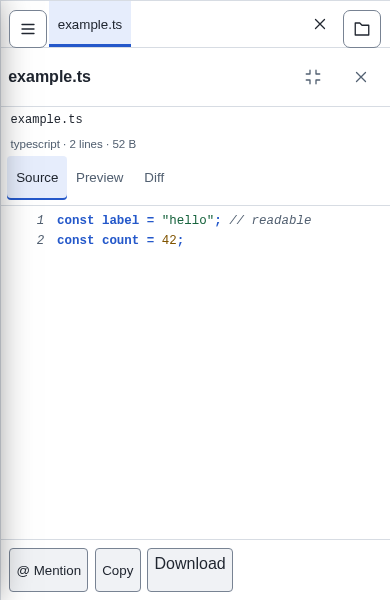 example.ts
example.ts
example.ts
typescript · 2 lines · 52 B
Source Preview Diff
1 const label = "hello"; // readable
2 const count = 42;
@ Mention Copy Download